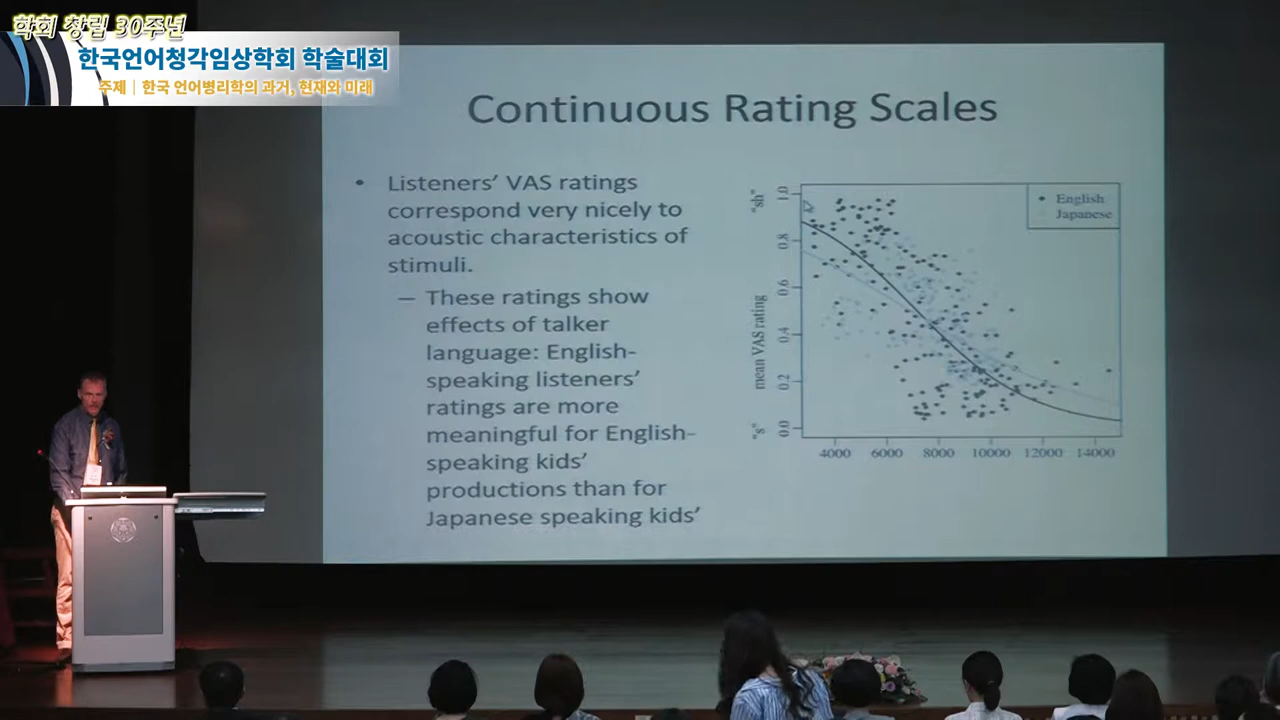 학회 창립 30주년
한국언어청각임상학회 학술대회
주제 | 한국 언어병리학의 과거, 현재와 미래
Continuous Rating Scales
• Listeners’ VAS ratings
correspond very nicely to
acoustic characteristics of
stimuli.
– These ratings show
effects of talker
language: English-
speaking listeners’
ratings are more
meaningful for English-
speaking kids’
productions than for
Japanese speaking kids’
English
Japanese
"sh"
mean VAS rating
"s"
1.0
0.8
0.6
0.4
0.2
0.0
4000 6000 8000 10000 12000 14000